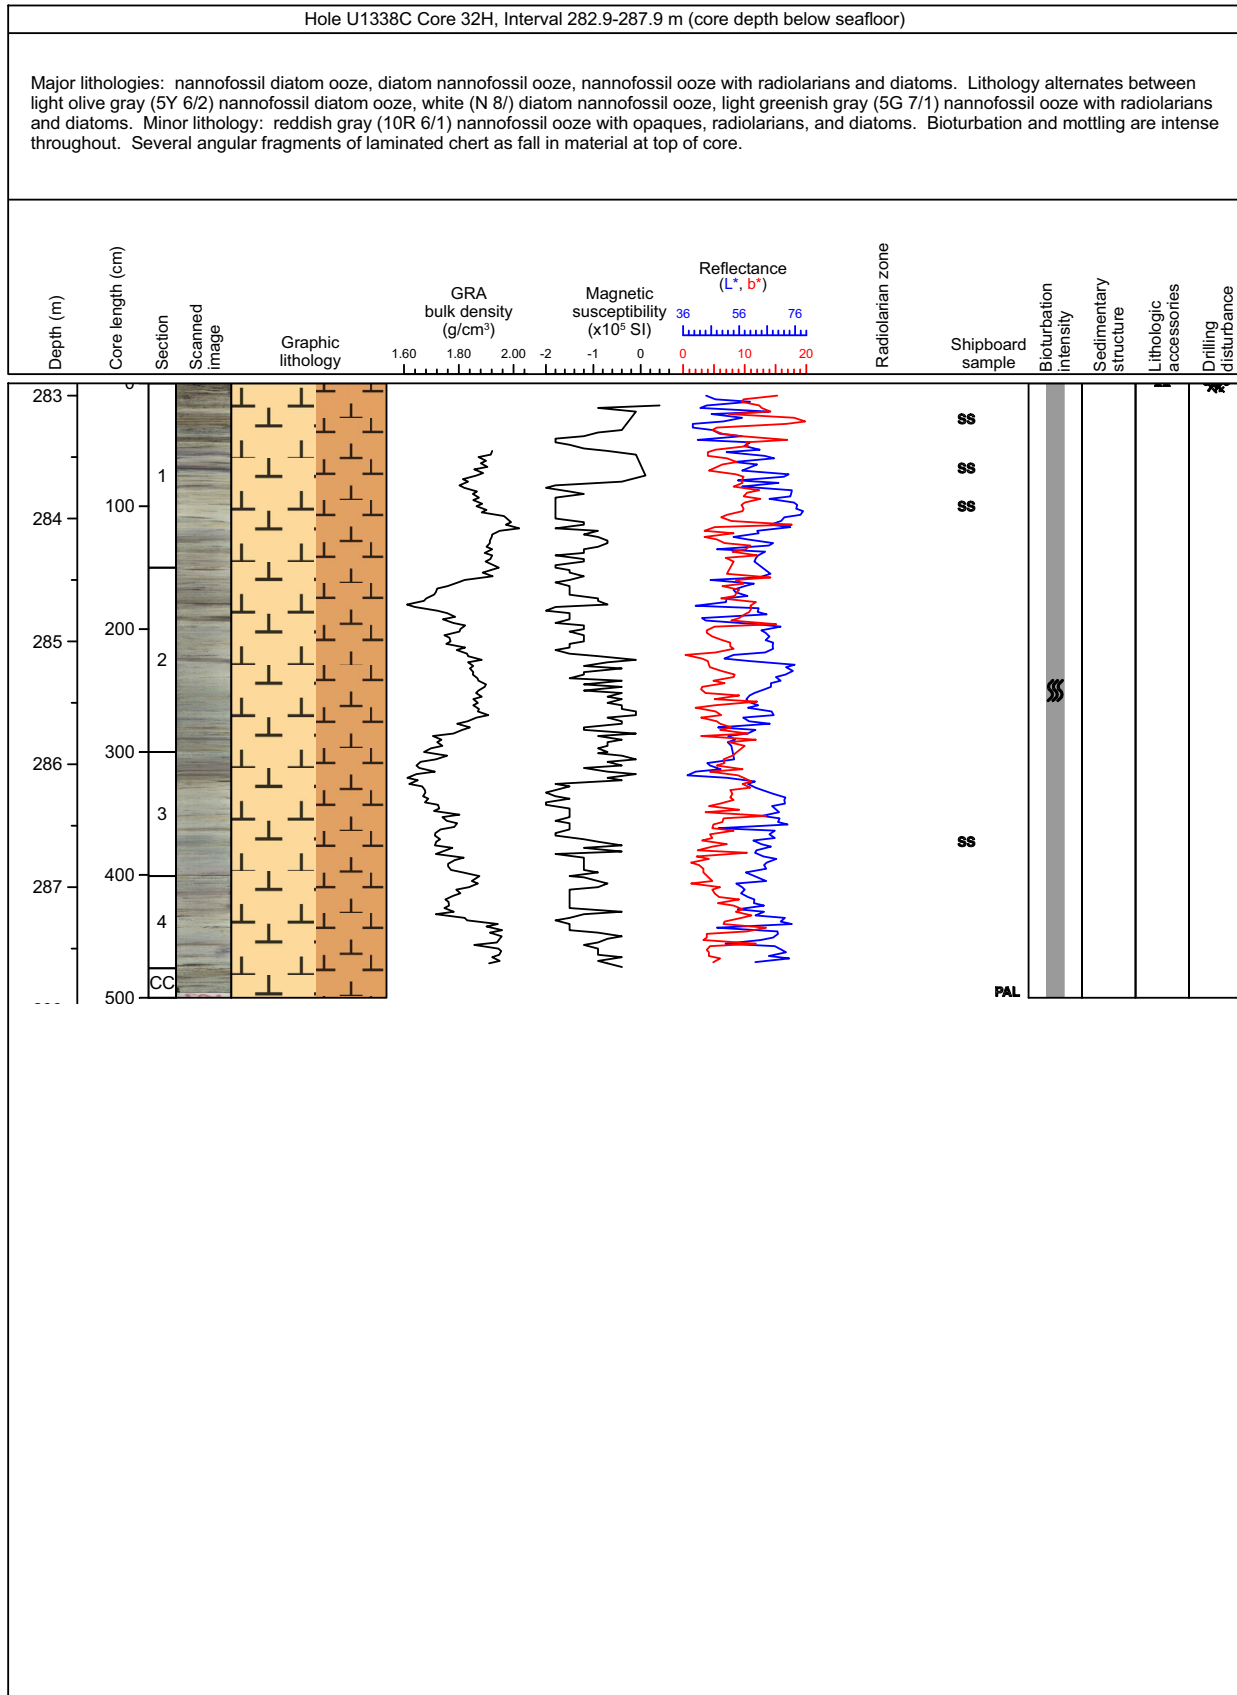 Hole U1338C Core 32H, Interval 282.9-287.9 m (core depth below seafloor)
Major lithologies: nannofossil diatom ooze, diatom nannofossil ooze, nannofossil ooze with radiolarians and diatoms. Lithology alternates between
light olive gray (5Y 6/2) nannofossil diatom ooze, white (N 8/) diatom nannofossil ooze, light greenish gray (5G 7/1) nannofossil ooze with radiolarians
and diatoms. Minor lithology: reddish gray (10R 6/1) nannofossil ooze with opaques, radiolarians, and diatoms. Bioturbation and mottling are intense
throughout. Several angular fragments of laminated chert as fall in material at top of core.
Depth (m)
Core length (cm)
Section
Scanned
image
Graphic
lithology
GRA
bulk density
(g/cm³)
1.60 1.80 2.00
Magnetic
susceptibility
(x10⁵ SI)
-2 -1 0
Reflectance
(L*, b*)
36 56 76
0 10 20
Radiolarian zone
Shipboard
sample
Bioturbation
intensity
Sedimentary
structure
Lithologic
accessories
Drilling
disturbance
283
0
SS
1
SS
100
SS
284
200
285
2
300
286
3
SS
400
287
4
CC
500
PAL